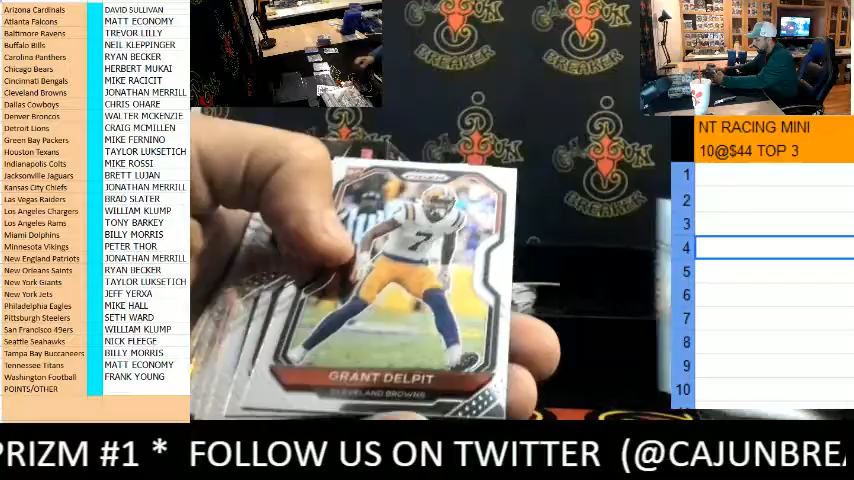 Arizona Cardinals DAVID SULLIVAN
Atlanta Falcons MATT ECONOMY
Baltimore Ravens TREVOR LILLY
Buffalo Bills NEIL KLEPPINGER
Carolina Panthers RYAN BECKER
Chicago Bears HERBERT MUKAI
Cincinnati Bengals MIKE RACICIT
Cleveland Browns JONATHAN MERRILL
Dallas Cowboys CHRIS OHARE
Denver Broncos WALTER MCKENZIE
Detroit Lions CRAIG MCMILLEN
Green Bay Packers MIKE FERNINO
Houston Texans TAYLOR LUKSETICH
Indianapolis Colts MIKE ROSSI
Jacksonville Jaguars BRETT LUJAN
Kansas City Chiefs JONATHAN MERRILL
Las Vegas Raiders BRAD SLATER
Los Angeles Chargers WILLIAM KLUMP
Los Angeles Rams TONY BARKEY
Miami Dolphins BILLY MORRIS
Minnesota Vikings PETER THOR
New England Patriots JONATHAN MERRILL
New Orleans Saints RYAN BECKER
New York Giants TAYLOR LUKSETICH
New York Jets JEFF YERXA
Philadelphia Eagles MIKE HALL
Pittsburgh Steelers SETH WARD
San Francisco 49ers WILLIAM KLUMP
Seattle Seahawks NICK FLEEGE
Tampa Bay Buccaneers BILLY MORRIS
Tennessee Titans MATT ECONOMY
Washington Football FRANK YOUNG
POINTS/OTHER
CAJUN
BREAKER
CAJUN
BREAKER
BREAKER
BREAKER
PRIZM
7
GRANT DELPIT
CLEVELAND BROWNS
NT RACING MINI
10@$44 TOP 3
1
2
3
4
5
6
7
8
9
10
PRIZM #1 * FOLLOW US ON TWITTER (@CAJUNBREA